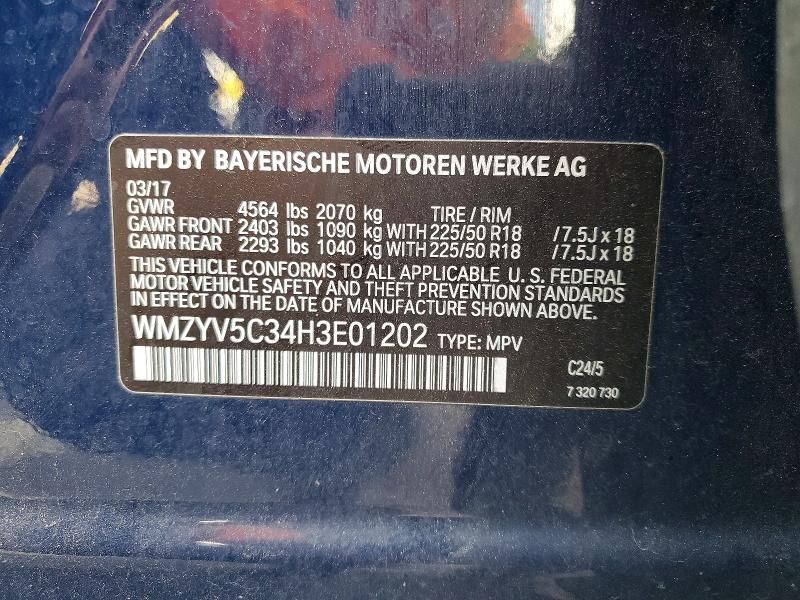 MFD BY BAYERISCHE MOTOREN WERKE AG
03/17
GVWR 4564 lbs 2070 kg TIRE / RIM
GAWR FRONT 2403 lbs 1090 kg WITH 225/50 R18 / 7.5J x 18
GAWR REAR 2293 lbs 1040 kg WITH 225/50 R18 / 7.5J x 18
THIS VEHICLE CONFORMS TO ALL APPLICABLE U. S. FEDERAL
MOTOR VEHICLE SAFETY AND THEFT PREVENTION STANDARDS
IN EFFECT ON THE DATE OF MANUFACTURE SHOWN ABOVE.
WMZYV5C34H3E01202 TYPE: MPV
C24/5
7 320 730